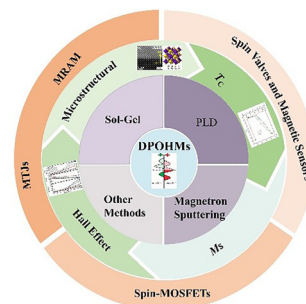 MRAM
Spin Valves and Magnetic Sensors
Microstructural
Tc
Sol-Gel
PLD
DPOHMs
MTJs
Other
Methods
Magnetron
Sputtering
Hall Effect
Ms
Spin-MOSFETs